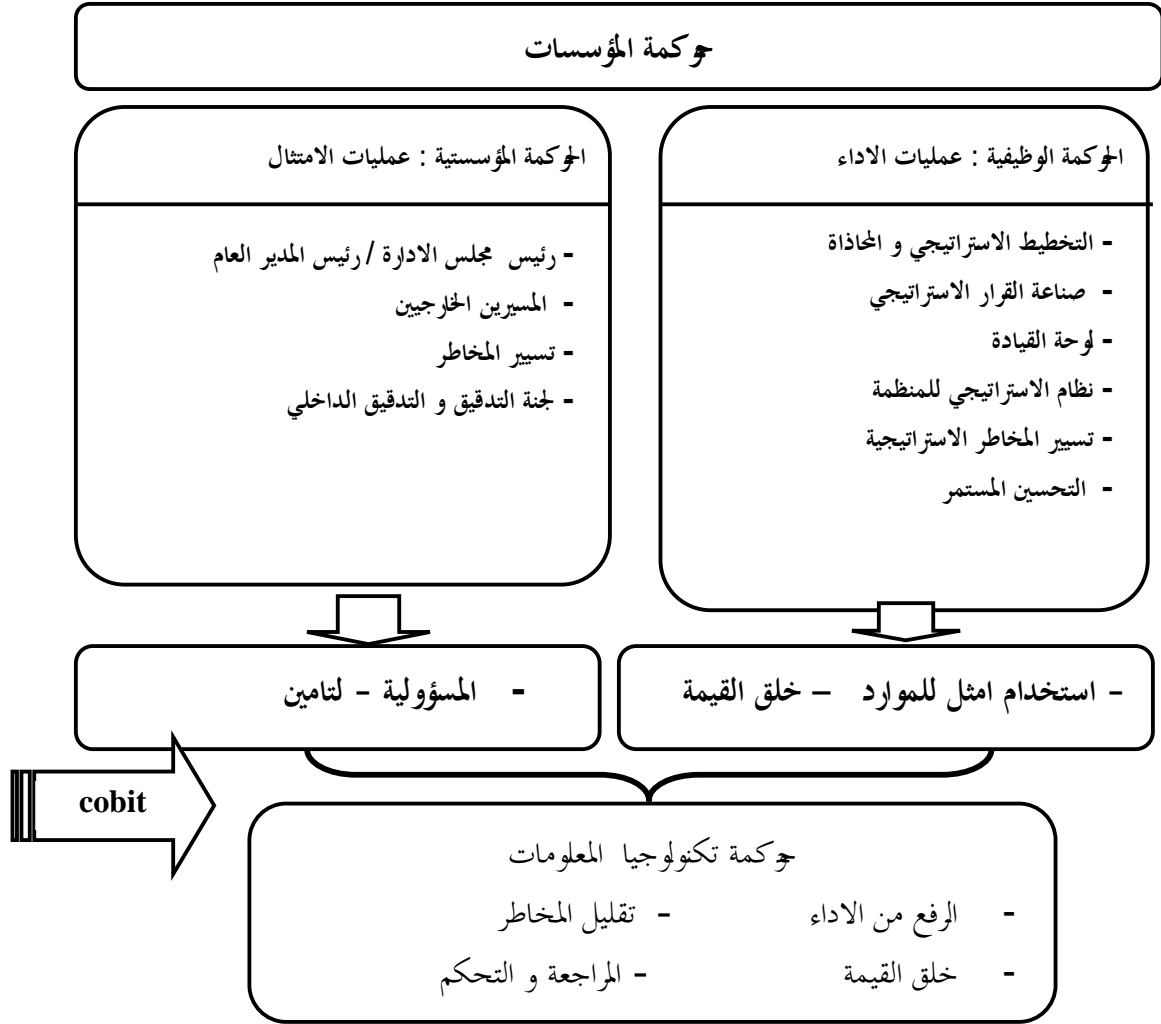 حوكمة المؤسسات
الحوكمة الوظيفية : عمليات الاداء
- التخطيط الاستراتيجي و المحاذاة
- صناعة القرار الاستراتيجي
- لوحة القيادة
- نظام الاستراتيجي للمنظمة
- تسيير المخاطر الاستراتيجية
- التحسين المستمر
الحوكمة المؤسستية : عمليات الامتثال
- رئيس مجلس الادارة / رئيس المدير العام
- المسيرين الخارجيين
- تسيير المخاطر
- لجنة التدقيق و التدقيق الداخلي
- استخدام امثل للموارد – خلق القيمة
- المسؤولية – لتامين
cobit
حوكمة تكنولوجيا المعلومات
- الرفع من الاداء - تقليل المخاطر
- خلق القيمة - المراجعة و التحكم